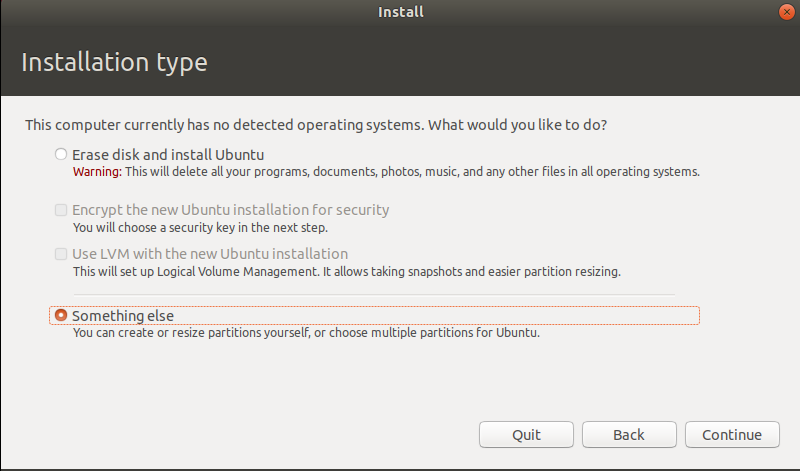 Install
Installation type
This computer currently has no detected operating systems. What would you like to do?
Erase disk and install Ubuntu
Warning: This will delete all your programs, documents, photos, music, and any other files in all operating systems.
Encrypt the new Ubuntu installation for security
You will choose a security key in the next step.
Use LVM with the new Ubuntu installation
This will set up Logical Volume Management. It allows taking snapshots and easier partition resizing.
Something else
You can create or resize partitions yourself, or choose multiple partitions for Ubuntu.
Quit Back Continue